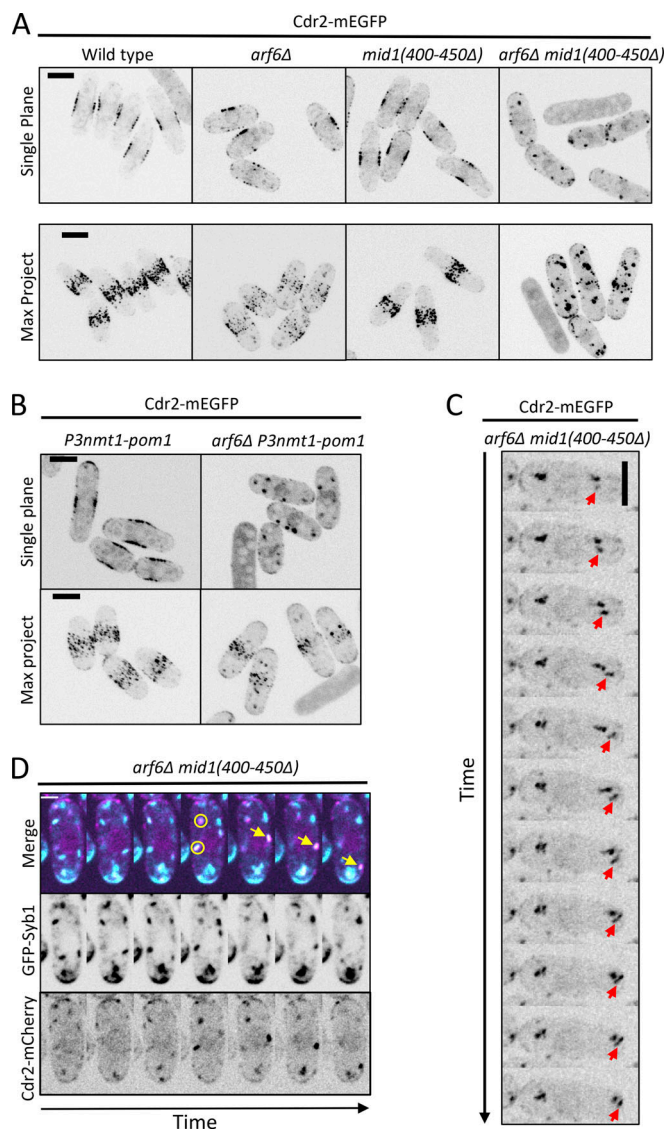 A
Cdr2-mEGFP
Wild type arf6Δ mid1(400-450Δ) arf6Δ mid1(400-450Δ)
Single Plane
Max Project
B
Cdr2-mEGFP
P3nmt1-pom1 arf6Δ P3nmt1-pom1
Single plane
Max project
C
Cdr2-mEGFP
arf6Δ mid1(400-450Δ)
Time
D
arf6Δ mid1(400-450Δ)
Merge
GFP-Syb1
Cdr2-mCherry
Time